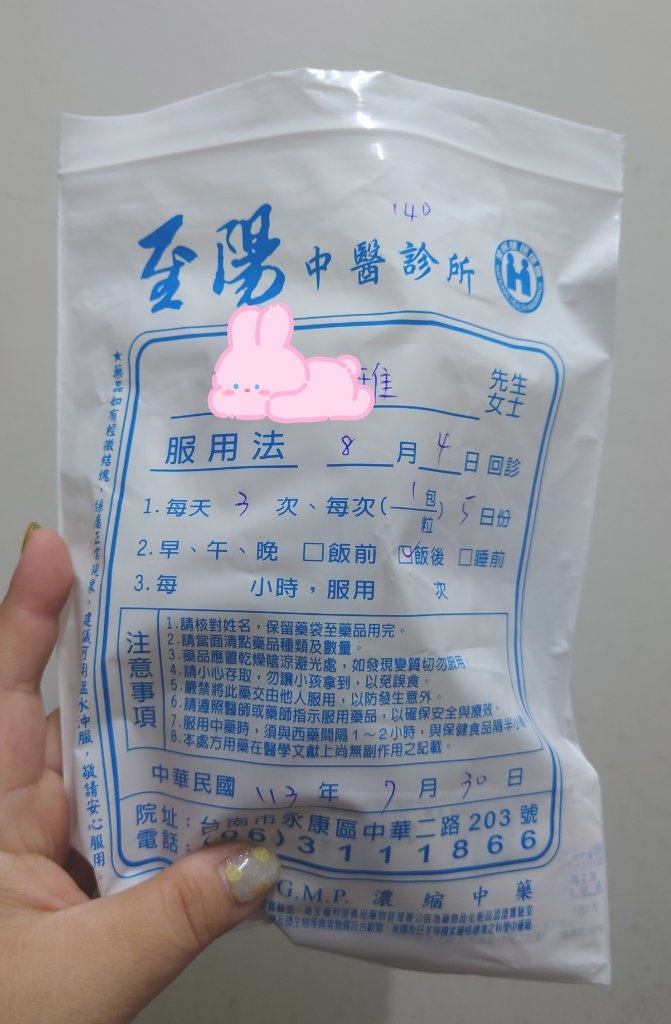 140
至陽中醫診所
雅 先生 女士
服用法 8月4日回診
1.每天 3 次、每次(1 包 粒) 5 日份
2.早、午、晚 □飯前 ☑飯後 □睡前
3.每 小時，服用 次
注意事項
1.請核對姓名，保留藥袋至藥品用完。
2.請當面清點藥品種類及數量。
3.藥品應置乾燥陰涼避光處，如發現變質切勿服用
4.請小心存取，勿讓小孩拿到，以免誤食。
5.嚴禁將此藥交由他人服用，以防發生意外。
6.請遵照醫師或藥師指示服用藥品，以確保安全與療效。
7.服用中藥時，須與西藥間隔1～2小時，與保健食品隔半小時
8.本處方用藥在醫學文獻上尚無副作用之記載。
中華民國 113 年 7 月 30 日
院址：台南市永康區中華二路203號
電話：(06)3111866
G.M.P. 濃縮中藥
★藥品如有輕微結塊，係屬正常現象，建議可用溫水沖服，敬請安心服用。